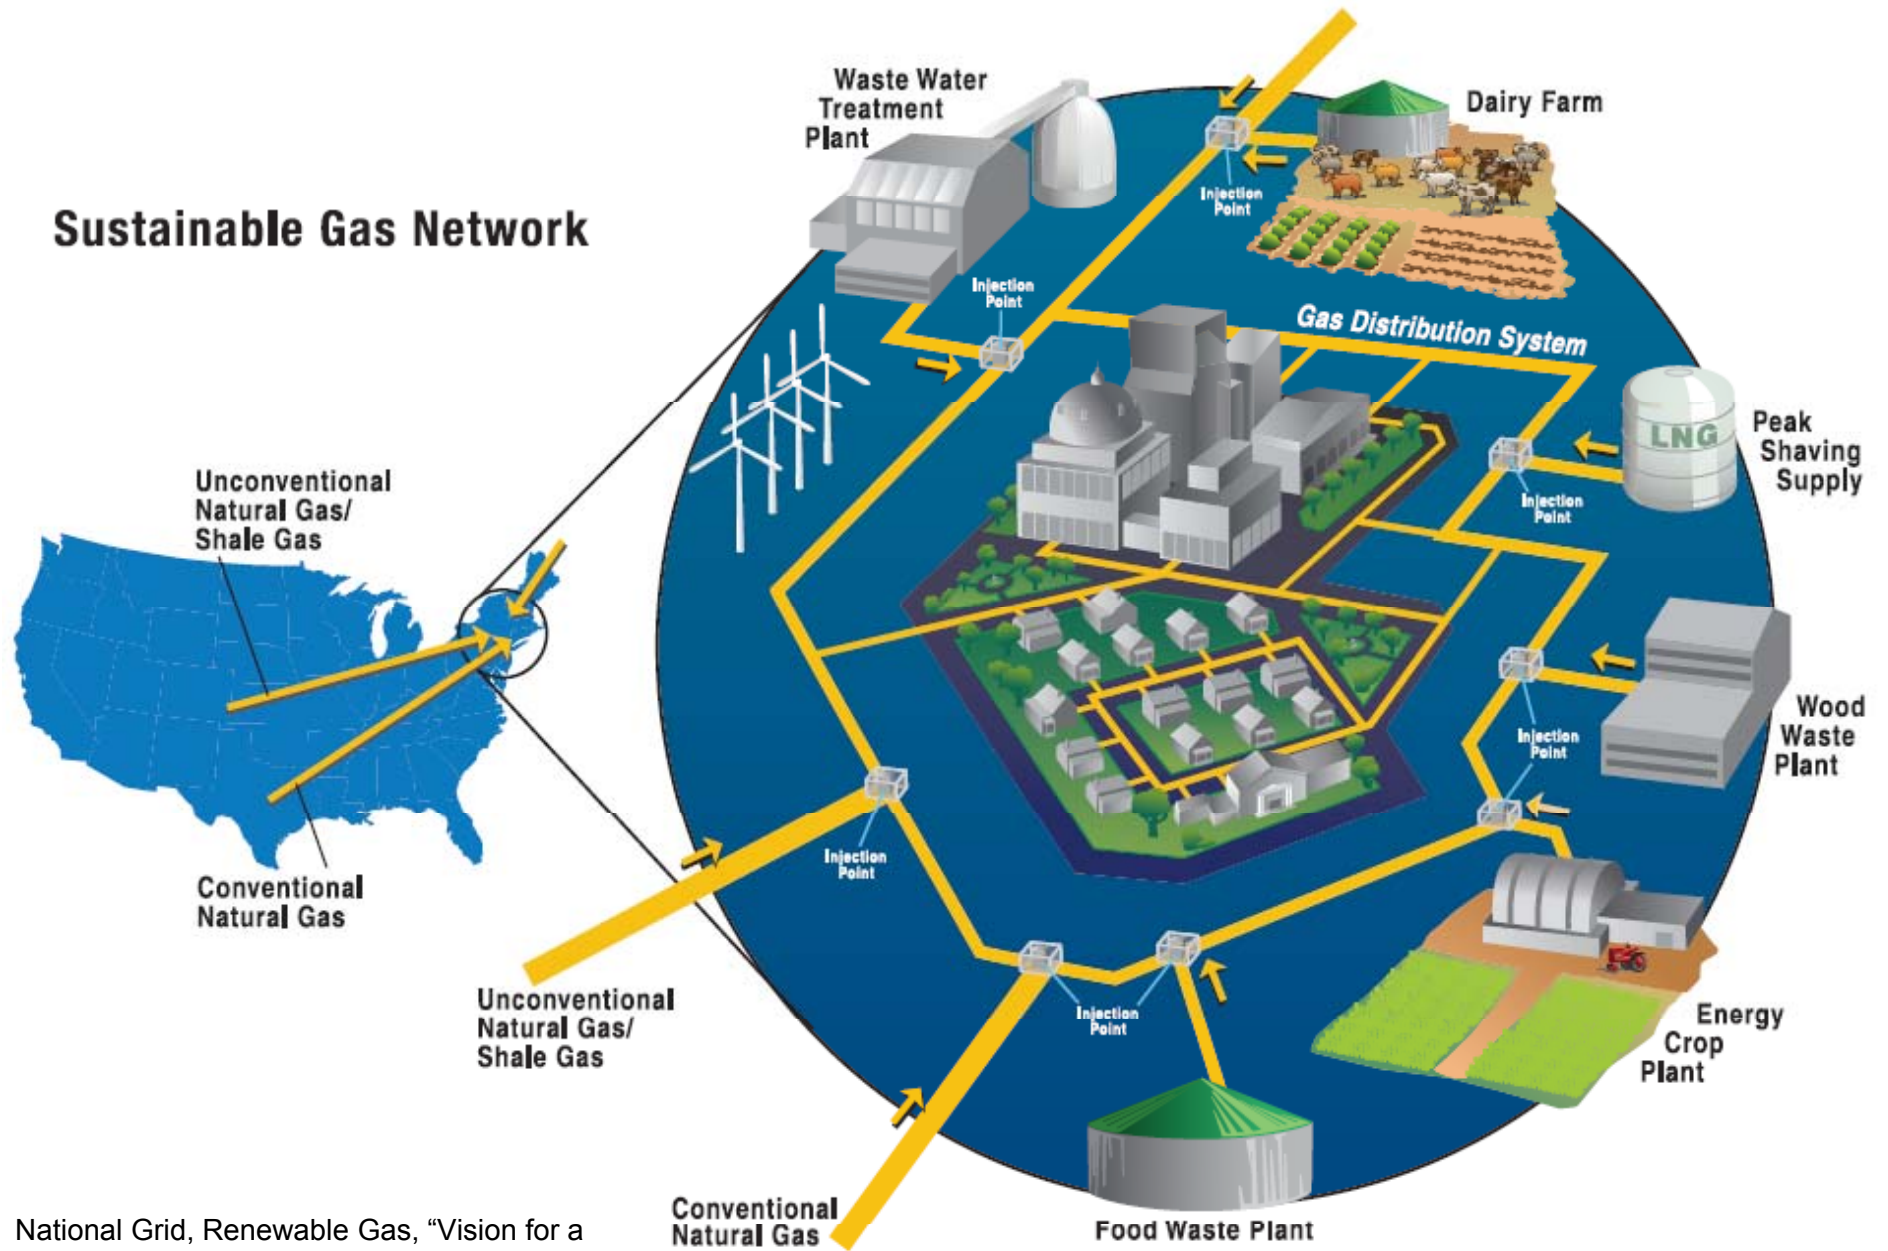 Sustainable Gas Network
Waste Water
Treatment
Plant
Dairy Farm
Injection
Point
Injection
Point
Gas Distribution System
LNG
Peak
Shaving
Supply
Injection
Point
Unconventional
Natural Gas/
Shale Gas
Conventional
Natural Gas
Wood
Waste
Plant
Injection
Point
Injection
Point
Unconventional
Natural Gas/
Shale Gas
Injection
Point
Energy
Crop
Plant
Conventional
Natural Gas
Food Waste Plant
National Grid, Renewable Gas, “Vision for a